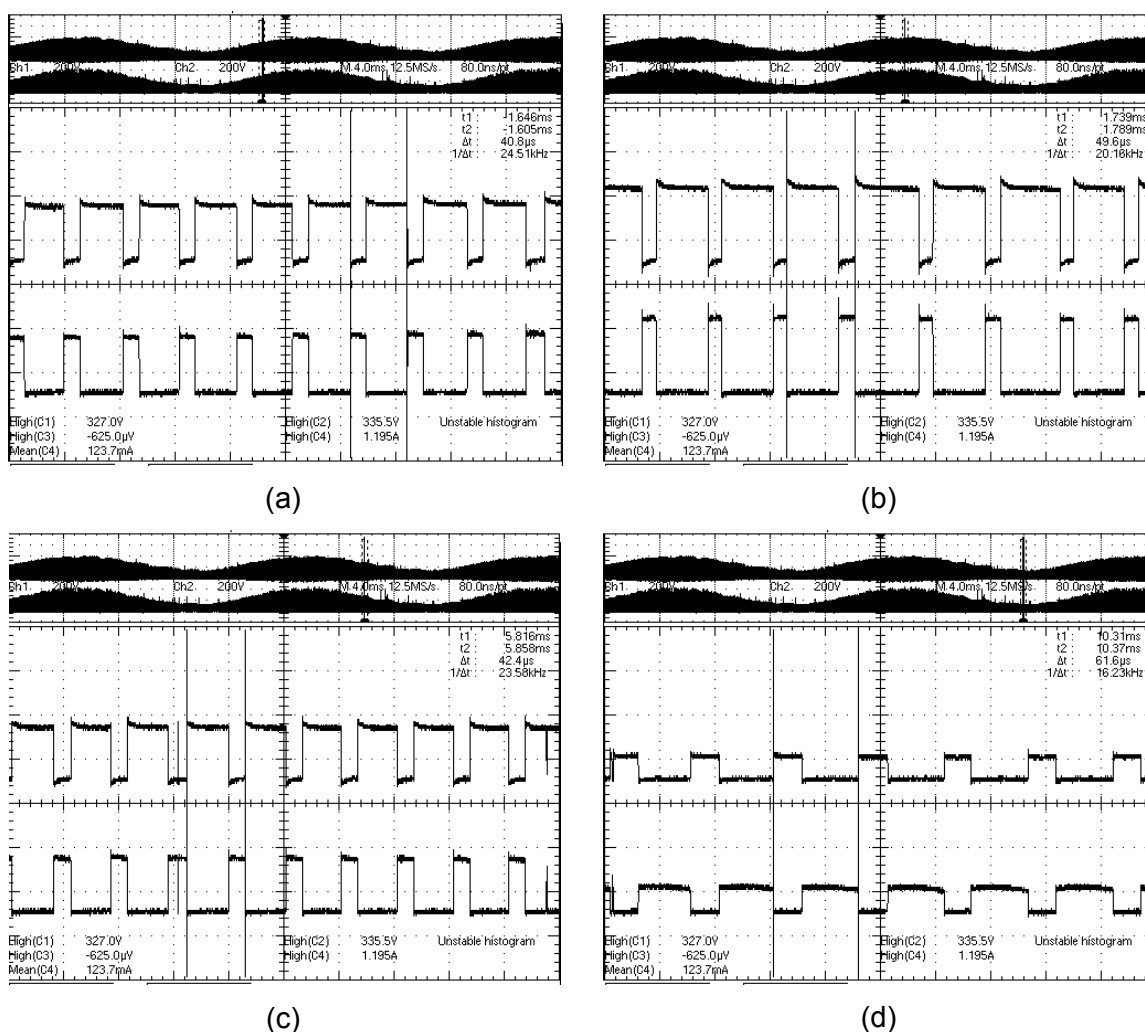 Ch1 200V Ch2 200V M 4.0ms 12.5MS/s 80.0ns/pt
t1 : -1.646ms
t2 : -1.605ms
Δt : 40.8µs
1/Δt : 24.51kHz
High(C1) 327.0V High(C2) 335.5V Unstable histogram
High(C3) -625.0µV High(C4) 1.195A
Mean(C4) 123.7mA
(a)
Ch1 200V Ch2 200V M 4.0ms 12.5MS/s 80.0ns/pt
t1 : 1.739ms
t2 : 1.789ms
Δt : 49.6µs
1/Δt : 20.16kHz
High(C1) 327.0V High(C2) 335.5V Unstable histogram
High(C3) -625.0µV High(C4) 1.195A
Mean(C4) 123.7mA
(b)
Ch1 200V Ch2 200V M 4.0ms 12.5MS/s 80.0ns/pt
t1 : 5.816ms
t2 : 5.858ms
Δt : 42.4µs
1/Δt : 23.58kHz
High(C1) 327.0V High(C2) 335.5V Unstable histogram
High(C3) -625.0µV High(C4) 1.195A
Mean(C4) 123.7mA
(c)
Ch1 200V Ch2 200V M 4.0ms 12.5MS/s 80.0ns/pt
t1 : 10.31ms
t2 : 10.37ms
Δt : 61.6µs
1/Δt : 16.23kHz
High(C1) 327.0V High(C2) 335.5V Unstable histogram
High(C3) -625.0µV High(C4) 1.195A
Mean(C4) 123.7mA
(d)